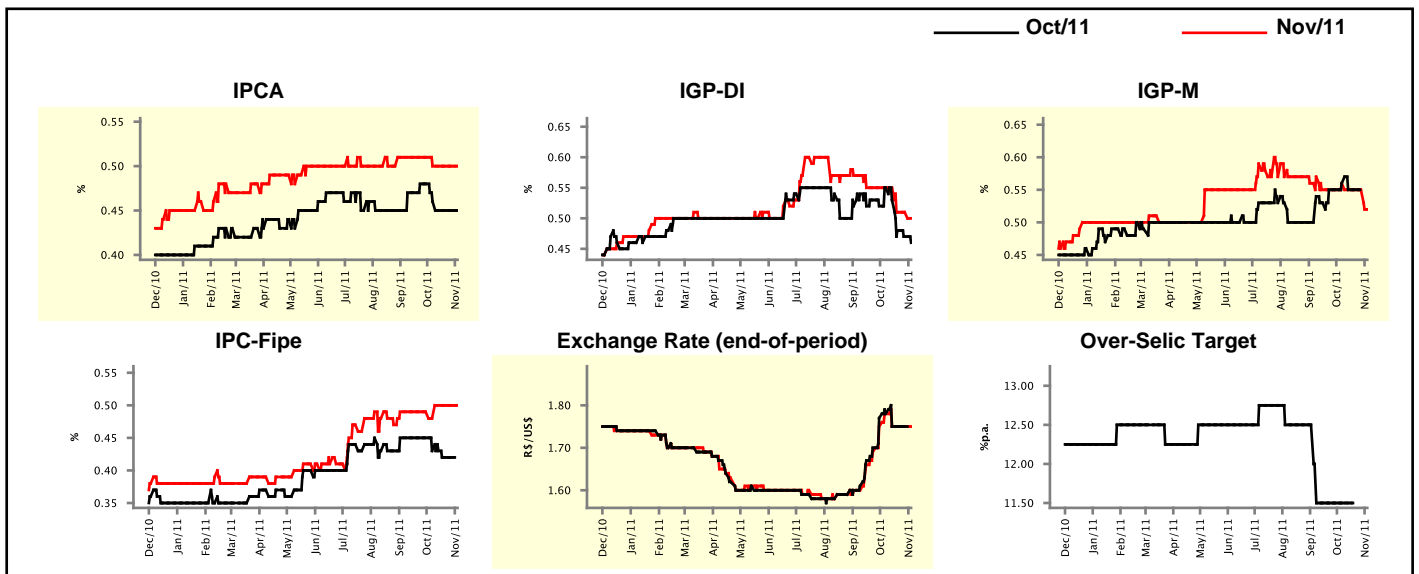 Oct/11 Nov/11
IPCA
0.55
0.50
0.45
0.40
%
Dec/10 Jan/11 Feb/11 Mar/11 Apr/11 May/11 Jun/11 Jul/11 Aug/11 Sep/11 Oct/11 Nov/11
IGP-DI
0.65
0.60
0.55
0.50
0.45
%
Dec/10 Jan/11 Feb/11 Mar/11 Apr/11 May/11 Jun/11 Jul/11 Aug/11 Sep/11 Oct/11 Nov/11
IGP-M
0.65
0.60
0.55
0.50
0.45
%
Dec/10 Jan/11 Feb/11 Mar/11 Apr/11 May/11 Jun/11 Jul/11 Aug/11 Sep/11 Oct/11 Nov/11
IPC-Fipe
0.55
0.50
0.45
0.40
0.35
%
Dec/10 Jan/11 Feb/11 Mar/11 Apr/11 May/11 Jun/11 Jul/11 Aug/11 Sep/11 Oct/11 Nov/11
Exchange Rate (end-of-period)
1.80
1.70
1.60
R$/US$
Dec/10 Jan/11 Feb/11 Mar/11 Apr/11 May/11 Jun/11 Jul/11 Aug/11 Sep/11 Oct/11 Nov/11
Over-Selic Target
13.00
12.50
12.00
11.50
%p.a.
Dec/10 Jan/11 Feb/11 Mar/11 Apr/11 May/11 Jun/11 Jul/11 Aug/11 Sep/11 Oct/11 Nov/11